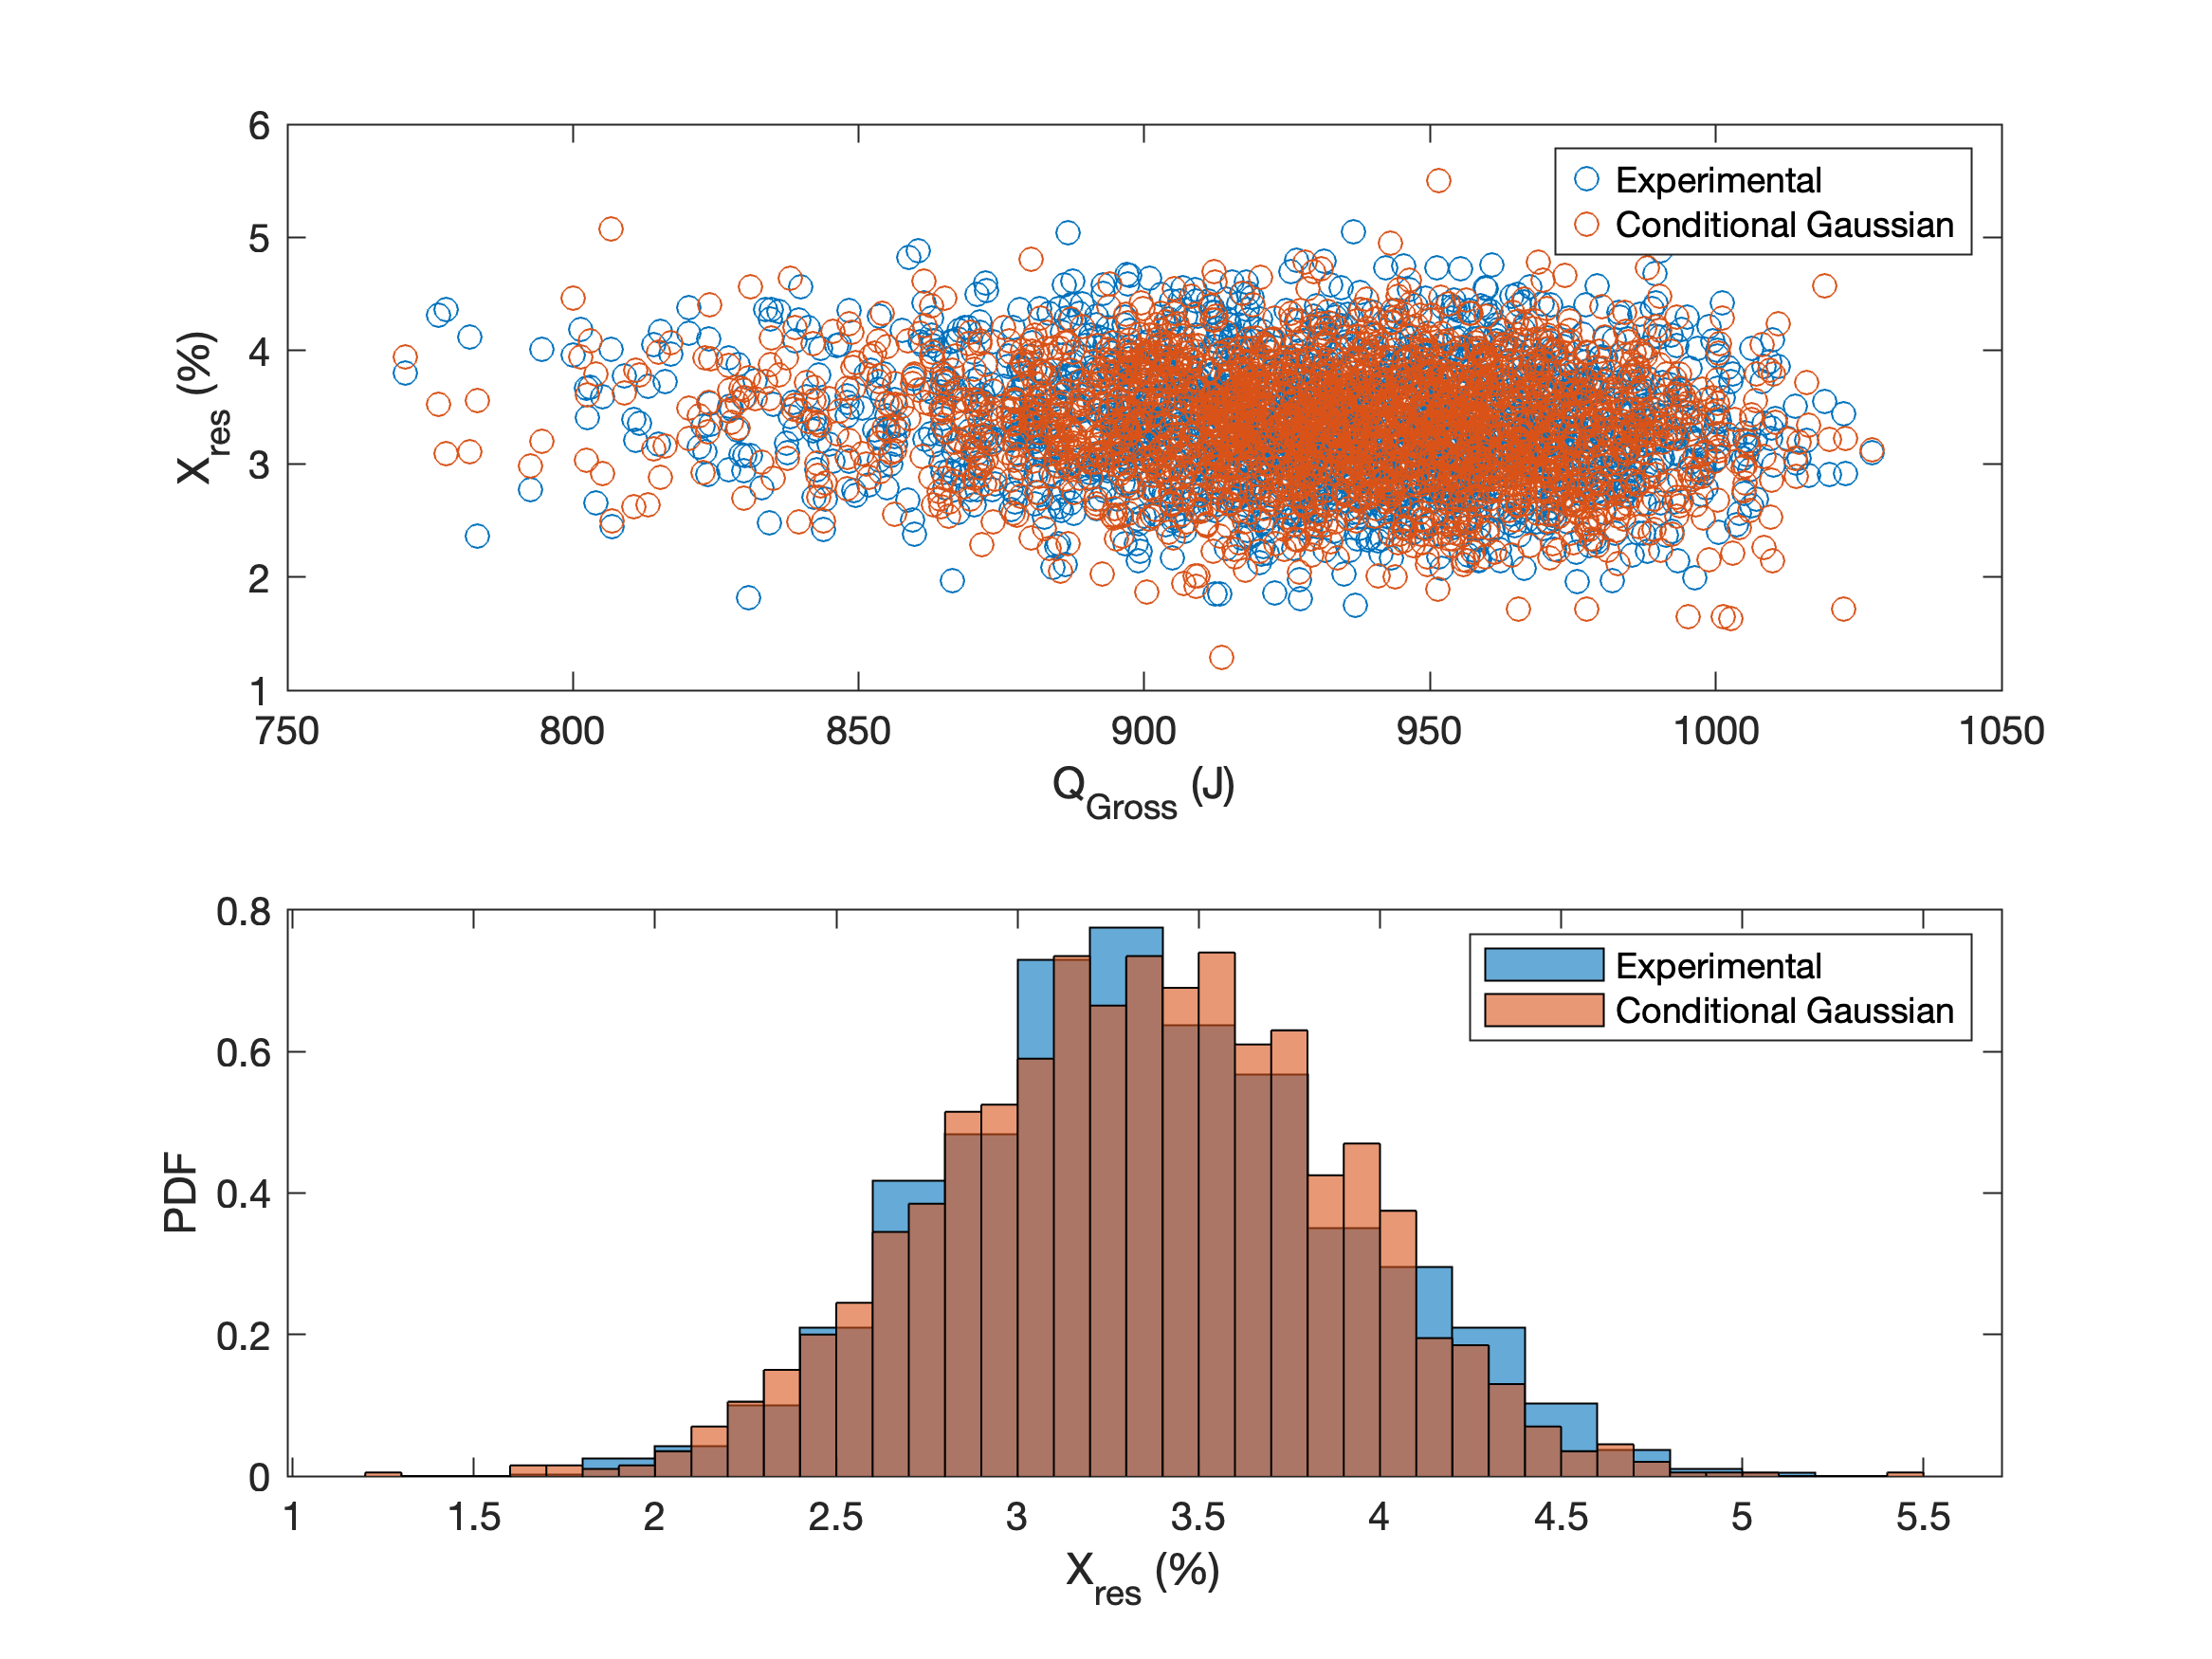 6
5
4
3
2
1
X_res (%)
Experimental
Conditional Gaussian
750 800 850 900 950 1000 1050
Q_Gross (J)
0.8
0.6
0.4
0.2
0
PDF
Experimental
Conditional Gaussian
1 1.5 2 2.5 3 3.5 4 4.5 5 5.5
X_res (%)